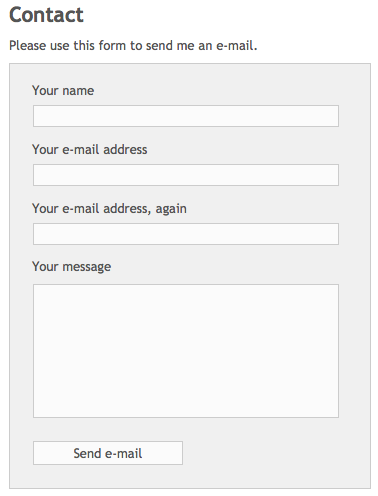 Contact
Please use this form to send me an e-mail.
Your name
Your e-mail address
Your e-mail address, again
Your message
Send e-mail